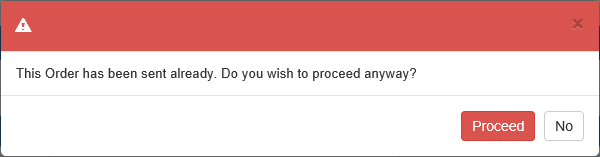 ×
This Order has been sent already. Do you wish to proceed anyway?
Proceed No